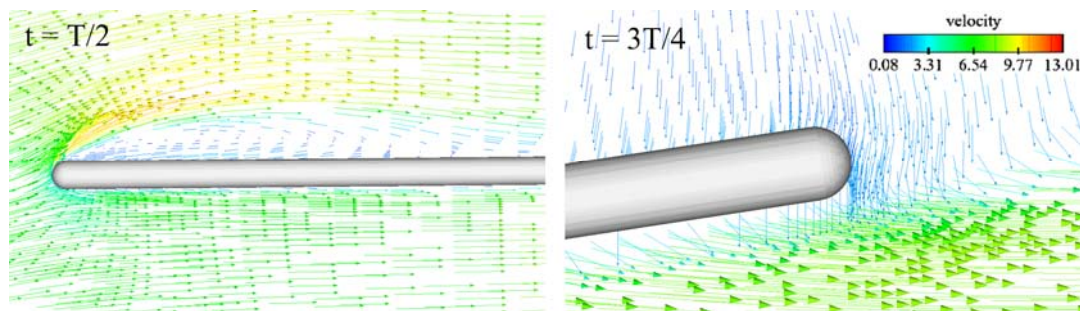 t = T/2
t = 3T/4
velocity
0.08 3.31 6.54 9.77 13.01